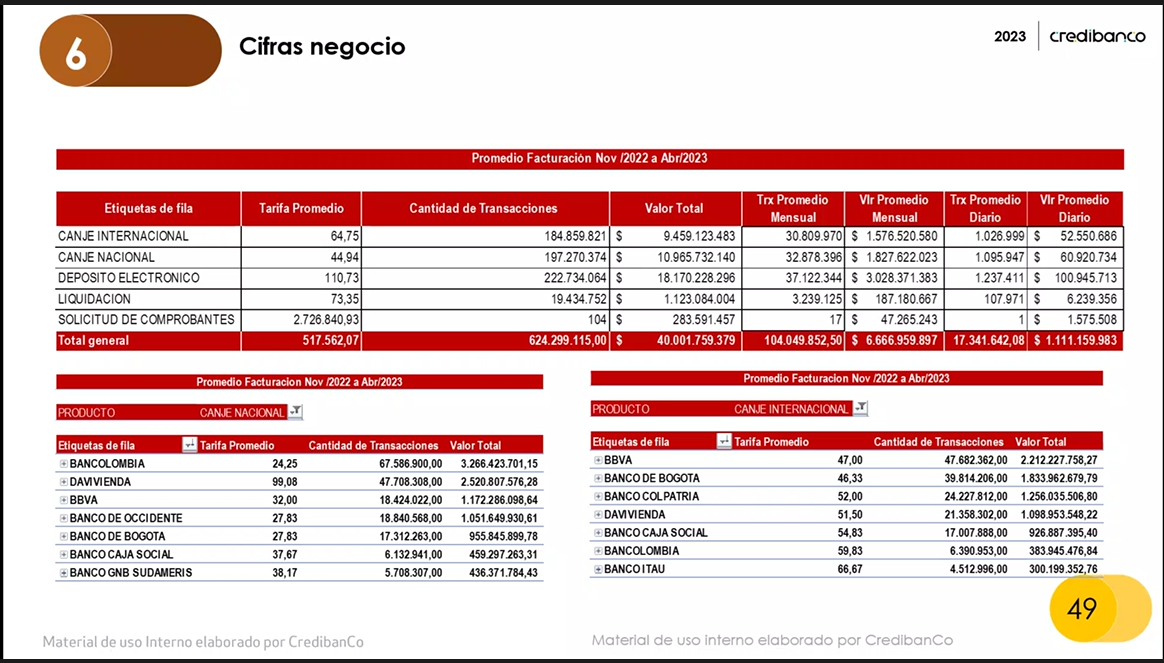 6
Cifras negocio
2023 credibanco
Promedio Facturación Nov /2022 a Abr/2023
Etiquetas de fila Tarifa Promedio Cantidad de Transacciones Valor Total Trx Promedio Mensual Vlr Promedio Mensual Trx Promedio Diario Vlr Promedio Diario
CANJE INTERNACIONAL 64,75 184.859.821 $ 9.459.123.483 30.809.970 $ 1.576.520.580 1.026.999 $ 52.550.686
CANJE NACIONAL 44,94 197.270.374 $ 10.965.732.140 32.878.396 $ 1.827.622.023 1.095.947 $ 60.920.734
DEPOSITO ELECTRONICO 110,73 222.734.064 $ 18.170.228.296 37.122.344 $ 3.028.371.383 1.237.411 $ 100.945.713
LIQUIDACION 73,35 19.434.752 $ 1.123.084.004 3.239.125 $ 187.180.667 107.971 $ 6.239.356
SOLICITUD DE COMPROBANTES 2.726.840,93 104 $ 283.591.457 17 $ 47.265.243 1 $ 1.575.508
Total general 517.562,07 624.299.115,00 $ 40.001.759.379 104.049.852,50 $ 6.666.959.897 17.341.642,08 $ 1.111.159.983
Promedio Facturacion Nov /2022 a Abr/2023
PRODUCTO CANJE NACIONAL
Etiquetas de fila Tarifa Promedio Cantidad de Transacciones Valor Total
BANCOLOMBIA 24,25 67.586.900,00 3.266.423.701,15
DAVIVIENDA 99,08 47.708.308,00 2.520.807.576,28
BBVA 32,00 18.424.022,00 1.172.286.098,64
BANCO DE OCCIDENTE 27,83 18.840.568,00 1.051.649.930,61
BANCO DE BOGOTA 27,83 17.312.263,00 955.845.899,78
BANCO CAJA SOCIAL 37,67 6.132.941,00 459.297.263,31
BANCO GNB SUDAMERIS 38,17 5.708.307,00 436.371.784,43
Promedio Facturacion Nov /2022 a Abr/2023
PRODUCTO CANJE INTERNACIONAL
Etiquetas de fila Tarifa Promedio Cantidad de Transacciones Valor Total
BBVA 47,00 47.682.362,00 2.212.227.758,27
BANCO DE BOGOTA 46,33 39.814.206,00 1.833.962.679,79
BANCO COLPATRIA 52,00 24.227.812,00 1.256.035.506,80
DAVIVIENDA 51,50 21.358.302,00 1.098.953.548,22
BANCO CAJA SOCIAL 54,83 17.007.888,00 926.887.395,40
BANCOLOMBIA 59,83 6.390.953,00 383.945.476,84
BANCO ITAU 66,67 4.512.996,00 300.199.352,76
49
Material de uso Interno elaborado por CredibanCo
Material de uso interno elaborado por CredibanCo